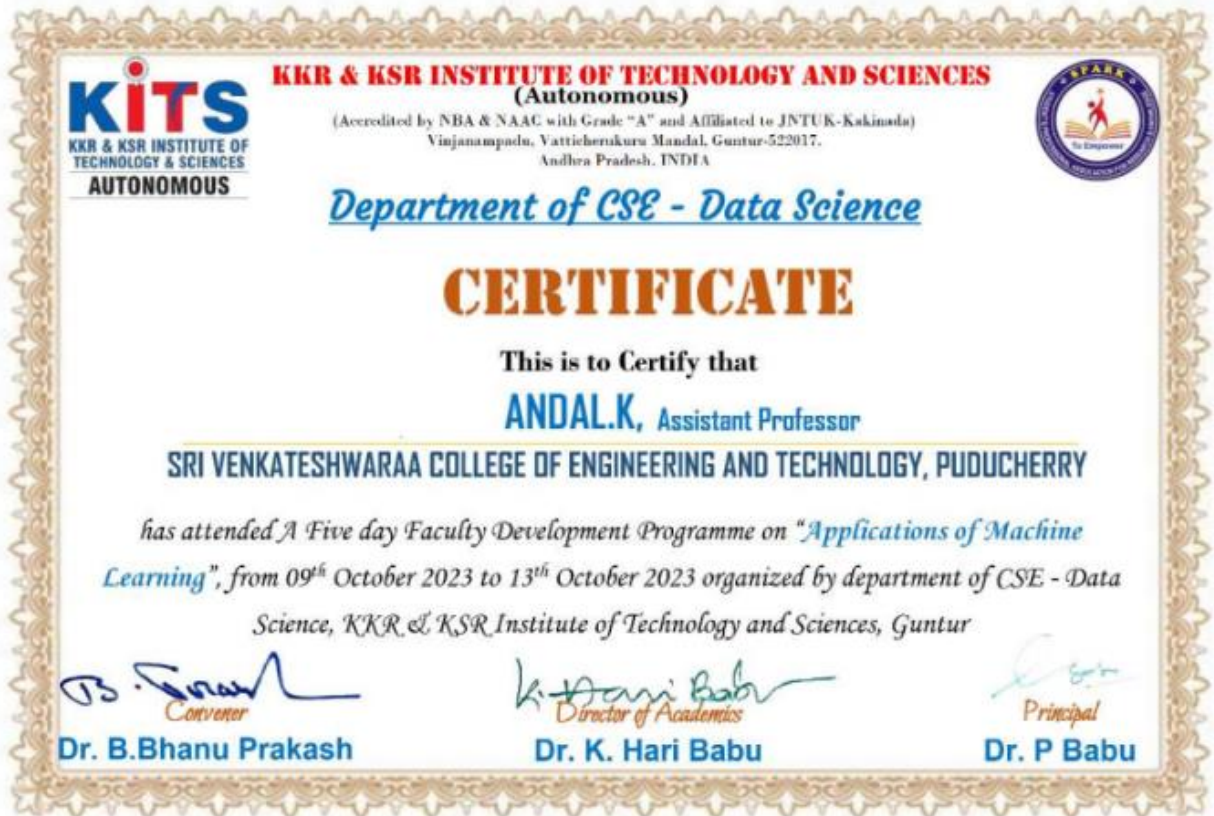 KiTS
KKR & KSR INSTITUTE OF
TECHNOLOGY & SCIENCES
AUTONOMOUS
KKR & KSR INSTITUTE OF TECHNOLOGY AND SCIENCES
(Autonomous)
(Accredited by NBA & NAAC with Grade "A" and Affiliated to JNTUK-Kakinada)
Vinjanampadu, Vatticherukuru Mandal, Guntur-522017.
Andhra Pradesh. INDIA
SPARK
To Empower
Department of CSE - Data Science
CERTIFICATE
This is to Certify that
ANDAL.K, Assistant Professor
SRI VENKATESHWARAA COLLEGE OF ENGINEERING AND TECHNOLOGY, PUDUCHERRY
has attended A Five day Faculty Development Programme on "Applications of Machine
Learning", from 09th October 2023 to 13th October 2023 organized by department of CSE - Data
Science, KKR & KSR Institute of Technology and Sciences, Guntur
K. Hari Babu
Convener
Director of Academics
Principal
Dr. B.Bhanu Prakash
Dr. K. Hari Babu
Dr. P Babu